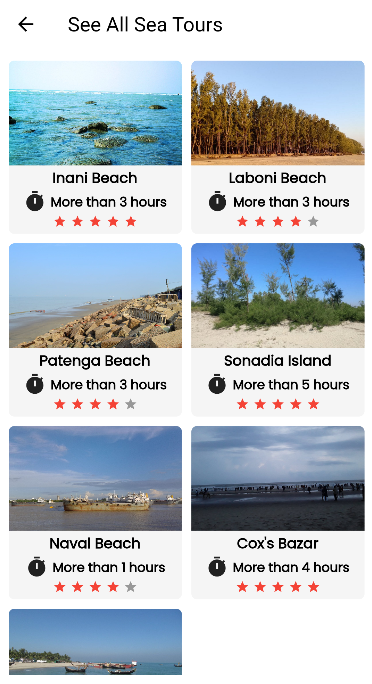 See All Sea Tours
Inani Beach
More than 3 hours
Laboni Beach
More than 3 hours
Patenga Beach
More than 3 hours
Sonadia Island
More than 5 hours
Naval Beach
More than 1 hours
Cox's Bazar
More than 4 hours